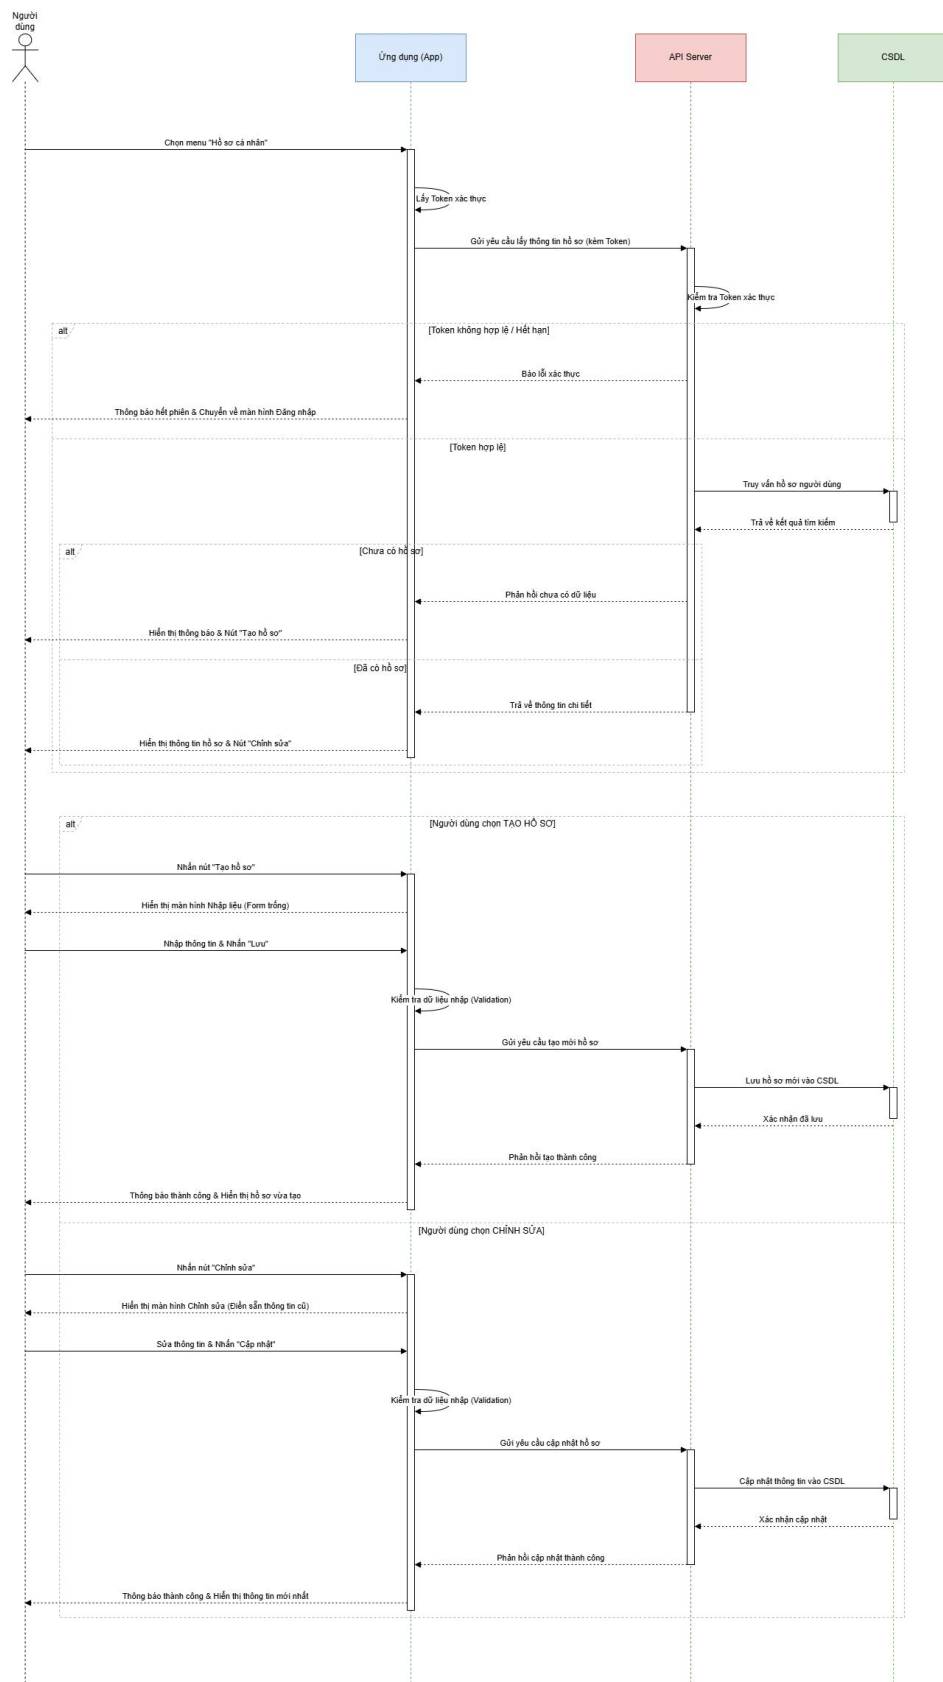 Người
dùng
Ứng dụng (App)
API Server
CSDL
Chọn menu "Hồ sơ cá nhân"
Lấy Token xác thực
Gửi yêu cầu lấy thông tin hồ sơ (kèm Token)
Kiểm tra Token xác thực
alt
[Token không hợp lệ / Hết hạn]
Báo lỗi xác thực
Thông báo hết phiên & Chuyển về màn hình Đăng nhập
[Token hợp lệ]
Truy vấn hồ sơ người dùng
Trả về kết quả tìm kiếm
alt
[Chưa có hồ sơ]
Phản hồi chưa có dữ liệu
Hiển thị thông báo & Nút "Tạo hồ sơ"
[Đã có hồ sơ]
Trả về thông tin chi tiết
Hiển thị thông tin hồ sơ & Nút "Chỉnh sửa"
alt
[Người dùng chọn TẠO HỒ SƠ]
Nhấn nút "Tạo hồ sơ"
Hiển thị màn hình Nhập liệu (Form trống)
Nhập thông tin & Nhấn "Lưu"
Kiểm tra dữ liệu nhập (Validation)
Gửi yêu cầu tạo mới hồ sơ
Lưu hồ sơ mới vào CSDL
Xác nhận đã lưu
Phản hồi tạo thành công
Thông báo thành công & Hiển thị hồ sơ vừa tạo
[Người dùng chọn CHỈNH SỬA]
Nhấn nút "Chỉnh sửa"
Hiển thị màn hình Chỉnh sửa (Điền sẵn thông tin cũ)
Sửa thông tin & Nhấn "Cập nhật"
Kiểm tra dữ liệu nhập (Validation)
Gửi yêu cầu cập nhật hồ sơ
Cập nhật thông tin vào CSDL
Xác nhận cập nhật
Phản hồi cập nhật thành công
Thông báo thành công & Hiển thị thông tin mới nhất